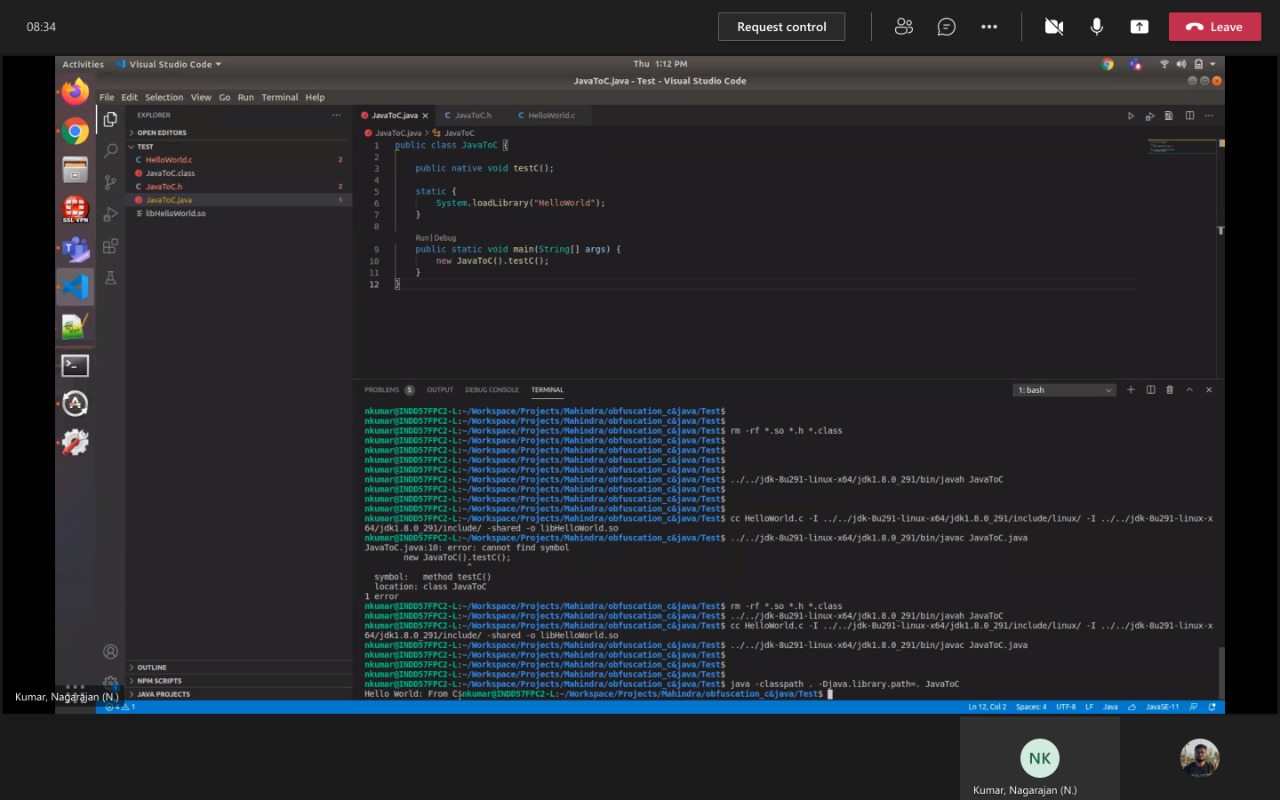 08:34
Request control
Leave
Activities
Visual Studio Code
Thu 1:12 PM
JavaToC.java - Test - Visual Studio Code
File Edit Selection View Go Run Terminal Help
EXPLORER
OPEN EDITORS
TEST
C HelloWorld.c 2
JavaToC.class
C JavaToC.h 2
JavaToC.java 1
libHelloWorld.so
OUTLINE
NPM SCRIPTS
JAVA PROJECTS
SSL VPN
JavaToC.java
C JavaToC.h
C HelloWorld.c
JavaToC.java > JavaToC
1 public class JavaToC {
2
3 public native void testC();
4
5 static {
6 System.loadLibrary("HelloWorld");
7 }
8
Run | Debug
9 public static void main(String[] args) {
10 new JavaToC().testC();
11 }
12 }
PROBLEMS 5 OUTPUT DEBUG CONSOLE TERMINAL
1: bash
nkumar@INDD57FPC2-L:~/Workspace/Projects/Mahindra/obfuscation_c&java/Test$
nkumar@INDD57FPC2-L:~/Workspace/Projects/Mahindra/obfuscation_c&java/Test$
nkumar@INDD57FPC2-L:~/Workspace/Projects/Mahindra/obfuscation_c&java/Test$ rm -rf *.so *.h *.class
nkumar@INDD57FPC2-L:~/Workspace/Projects/Mahindra/obfuscation_c&java/Test$
nkumar@INDD57FPC2-L:~/Workspace/Projects/Mahindra/obfuscation_c&java/Test$
nkumar@INDD57FPC2-L:~/Workspace/Projects/Mahindra/obfuscation_c&java/Test$
nkumar@INDD57FPC2-L:~/Workspace/Projects/Mahindra/obfuscation_c&java/Test$
nkumar@INDD57FPC2-L:~/Workspace/Projects/Mahindra/obfuscation_c&java/Test$ ../../jdk-8u291-linux-x64/jdk1.8.0_291/bin/javah JavaToC
nkumar@INDD57FPC2-L:~/Workspace/Projects/Mahindra/obfuscation_c&java/Test$
nkumar@INDD57FPC2-L:~/Workspace/Projects/Mahindra/obfuscation_c&java/Test$
nkumar@INDD57FPC2-L:~/Workspace/Projects/Mahindra/obfuscation_c&java/Test$
nkumar@INDD57FPC2-L:~/Workspace/Projects/Mahindra/obfuscation_c&java/Test$ cc HelloWorld.c -I ../../jdk-8u291-linux-x64/jdk1.8.0_291/include/linux/ -I ../../jdk-8u291-linux-x
64/jdk1.8.0_291/include/ -shared -o libHelloWorld.so
nkumar@INDD57FPC2-L:~/Workspace/Projects/Mahindra/obfuscation_c&java/Test$ ../../jdk-8u291-linux-x64/jdk1.8.0_291/bin/javac JavaToC.java
JavaToC.java:10: error: cannot find symbol
new JavaToC().testC();
^
symbol: method testC()
location: class JavaToC
1 error
nkumar@INDD57FPC2-L:~/Workspace/Projects/Mahindra/obfuscation_c&java/Test$ rm -rf *.so *.h *.class
nkumar@INDD57FPC2-L:~/Workspace/Projects/Mahindra/obfuscation_c&java/Test$ ../../jdk-8u291-linux-x64/jdk1.8.0_291/bin/javah JavaToC
nkumar@INDD57FPC2-L:~/Workspace/Projects/Mahindra/obfuscation_c&java/Test$ cc HelloWorld.c -I ../../jdk-8u291-linux-x64/jdk1.8.0_291/include/linux/ -I ../../jdk-8u291-linux-x
64/jdk1.8.0_291/include/ -shared -o libHelloWorld.so
nkumar@INDD57FPC2-L:~/Workspace/Projects/Mahindra/obfuscation_c&java/Test$ ../../jdk-8u291-linux-x64/jdk1.8.0_291/bin/javac JavaToC.java
nkumar@INDD57FPC2-L:~/Workspace/Projects/Mahindra/obfuscation_c&java/Test$
nkumar@INDD57FPC2-L:~/Workspace/Projects/Mahindra/obfuscation_c&java/Test$
nkumar@INDD57FPC2-L:~/Workspace/Projects/Mahindra/obfuscation_c&java/Test$
nkumar@INDD57FPC2-L:~/Workspace/Projects/Mahindra/obfuscation_c&java/Test$ java -classpath . -Djava.library.path=. JavaToC
Hello World: From C¡nkumar@INDD57FPC2-L:~/Workspace/Projects/Mahindra/obfuscation_c&java/Test$
Kumar, Nagarajan (N.)
4 1
Ln 12, Col 2 Spaces: 4 UTF-8 LF Java JavaSE-11
NK
Kumar, Nagarajan (N.)